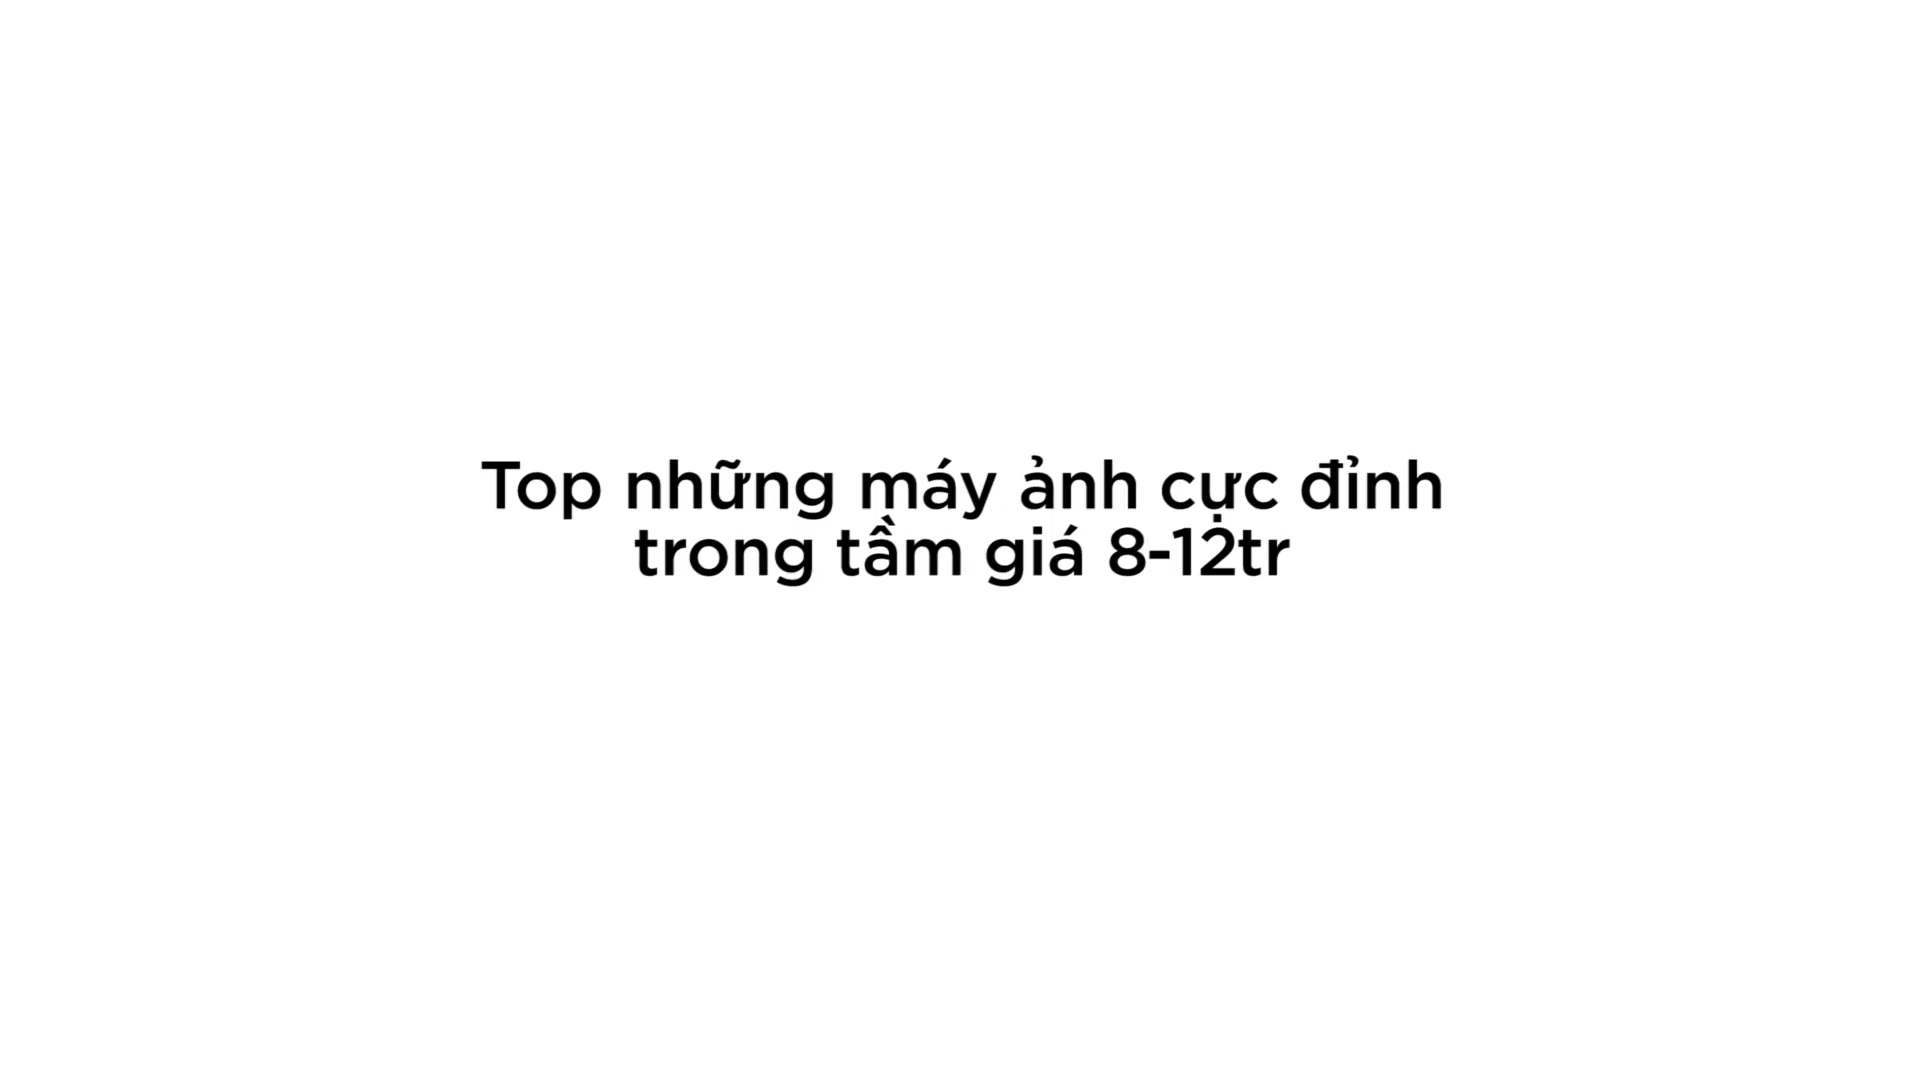 Top những máy ảnh cực đỉnh
trong tầm giá 8-12tr